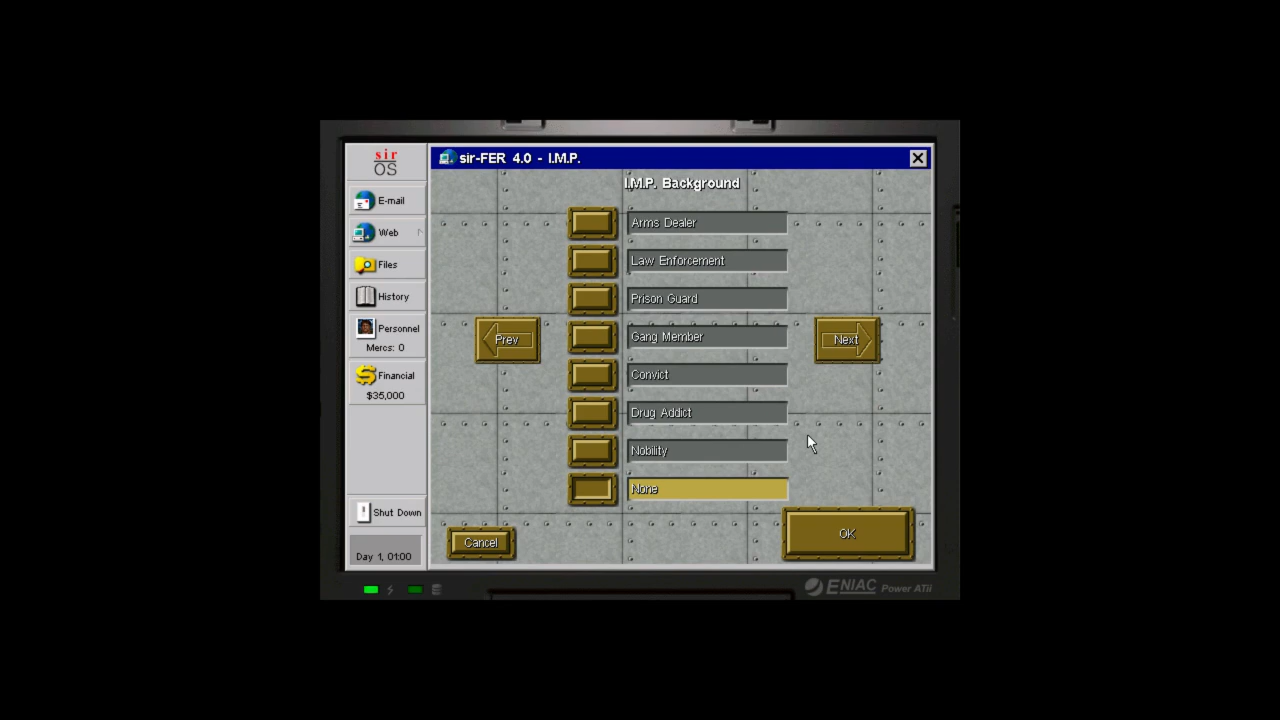 sir
OS
sir-FER 4.0 - I.M.P.
E-mail
Web
Files
History
Personnel
Mercs: 0
Financial
$35,000
Shut Down
Day 1, 01:00
I.M.P. Background
Arms Dealer
Law Enforcement
Prison Guard
Gang Member
Convict
Drug Addict
Nobility
None
Prev
Next
Cancel
OK
ENIAC Power ATii